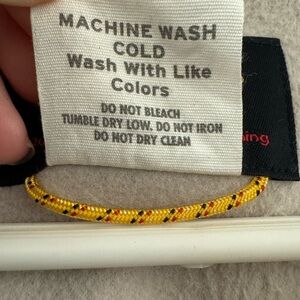 MACHINE WASH
COLD
Wash With Like
Colors
DO NOT BLEACH
TUMBLE DRY LOW. DO NOT IRON
DO NOT DRY CLEAN